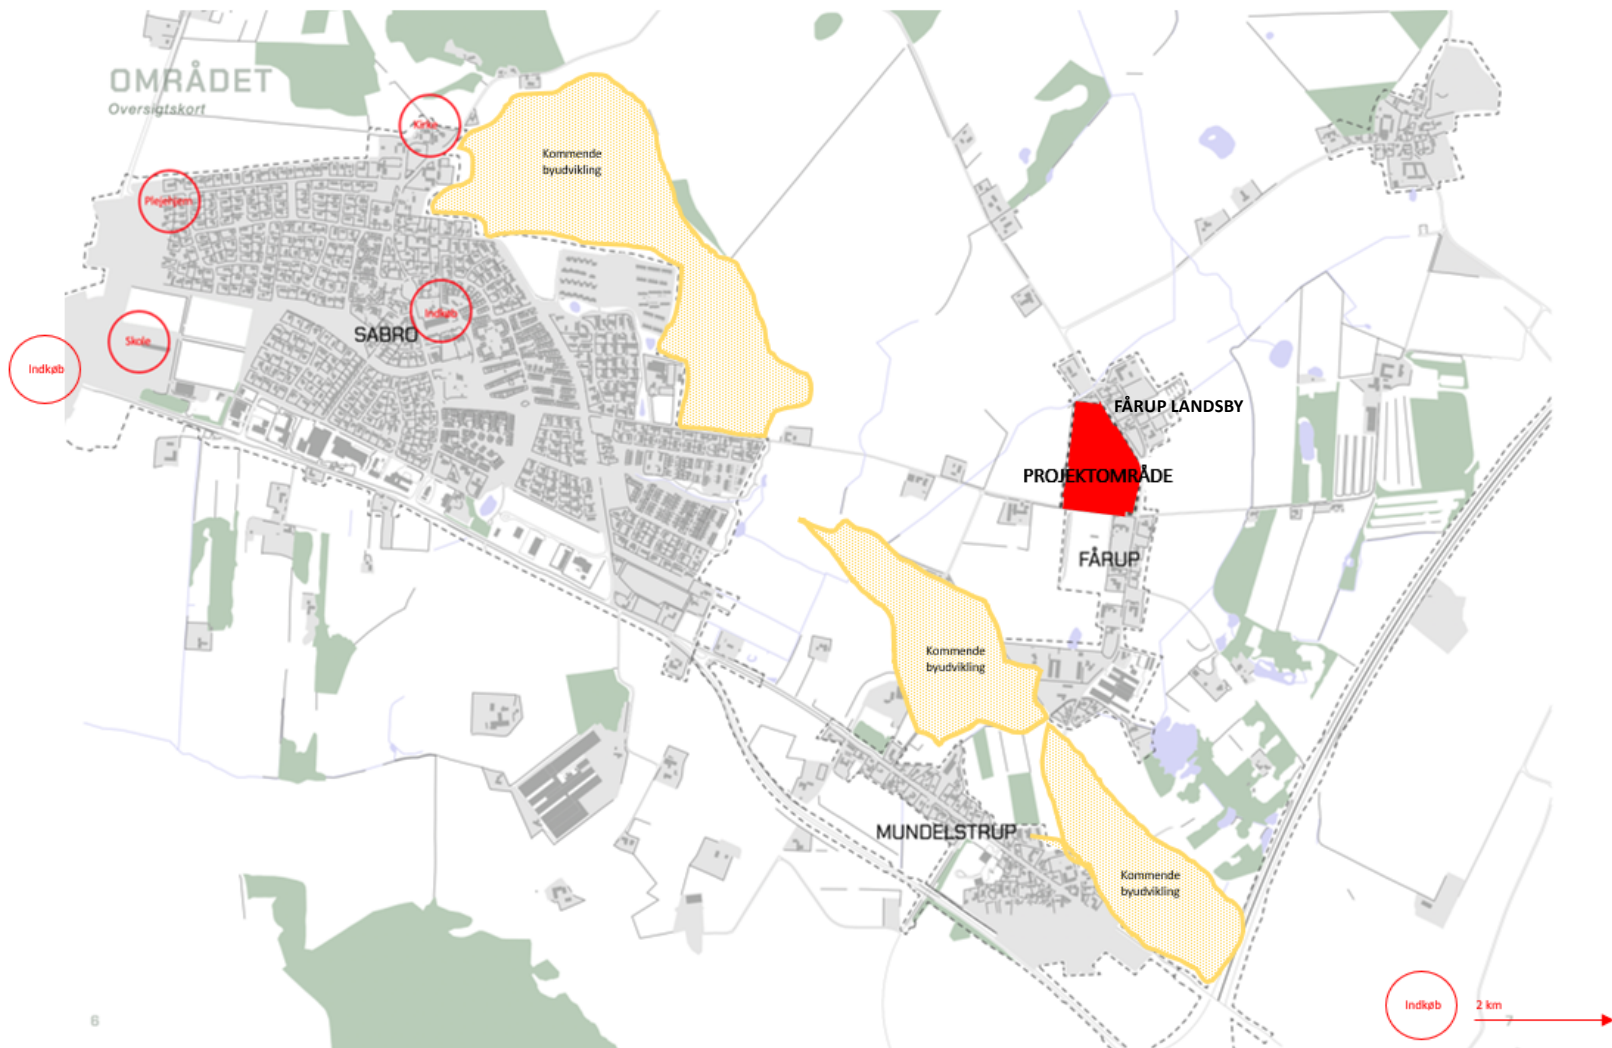 OMRÅDET
Oversigtskort
Kirke
Kommende
byudvikling
Plejehjem
Indkøb
SABRO
Skole
Indkøb
FÅRUP LANDSBY
PROJEKTOMRÅDE
FÅRUP
Kommende
byudvikling
MUNDELSTRUP
Kommende
byudvikling
Indkøb
2 km
6
7